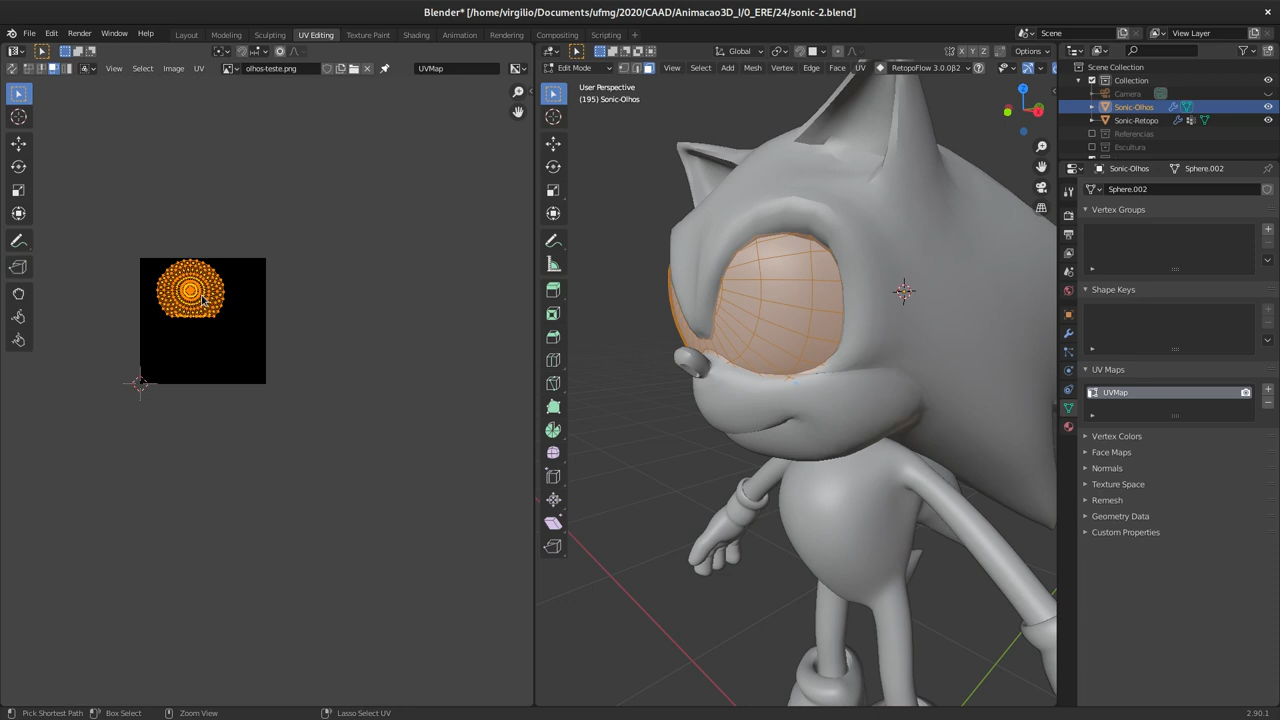 Blender* [/home/virgilio/Documents/ufmg/2020/CAAD/Animacao3D_I/0_ERE/24/sonic-2.blend]
File Edit Render Window Help Layout Modeling Sculpting UV Editing Texture Paint Shading Animation Rendering Compositing Scripting + Scene View Layer
Global Options
View Select Image UV olhos-teste.png UVMap
Edit Mode View Select Add Mesh Vertex Edge Face UV RetopoFlow 3.0.0β2
X Y Z
User Perspective
(195) Sonic-Olhos
Scene Collection
Collection
Camera
Sonic-Olhos
Sonic-Retopo
Referencias
Escultura
Sonic-Olhos Sphere.002
Sphere.002
Vertex Groups
Shape Keys
UV Maps
UVMap
Vertex Colors
Face Maps
Normals
Texture Space
Remesh
Geometry Data
Custom Properties
Pick Shortest Path Box Select Zoom View Lasso Select UV 2.90.1